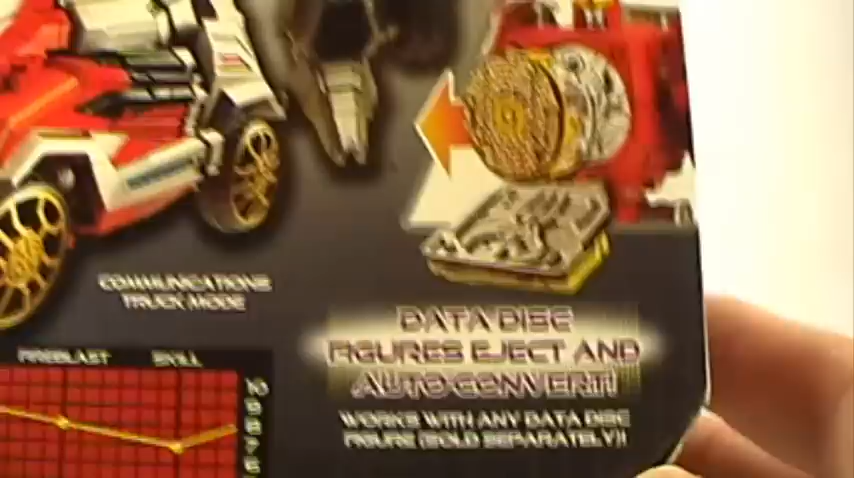 COMMUNICATIONS
TRUCK MODE
DATA DISC
FIGURES EJECT AND
AUTO-CONVERT!
WORKS WITH ANY DATA DISC
FIGURE (SOLD SEPARATELY)!
FIREBLAST SKILL
10
9
8
7
6